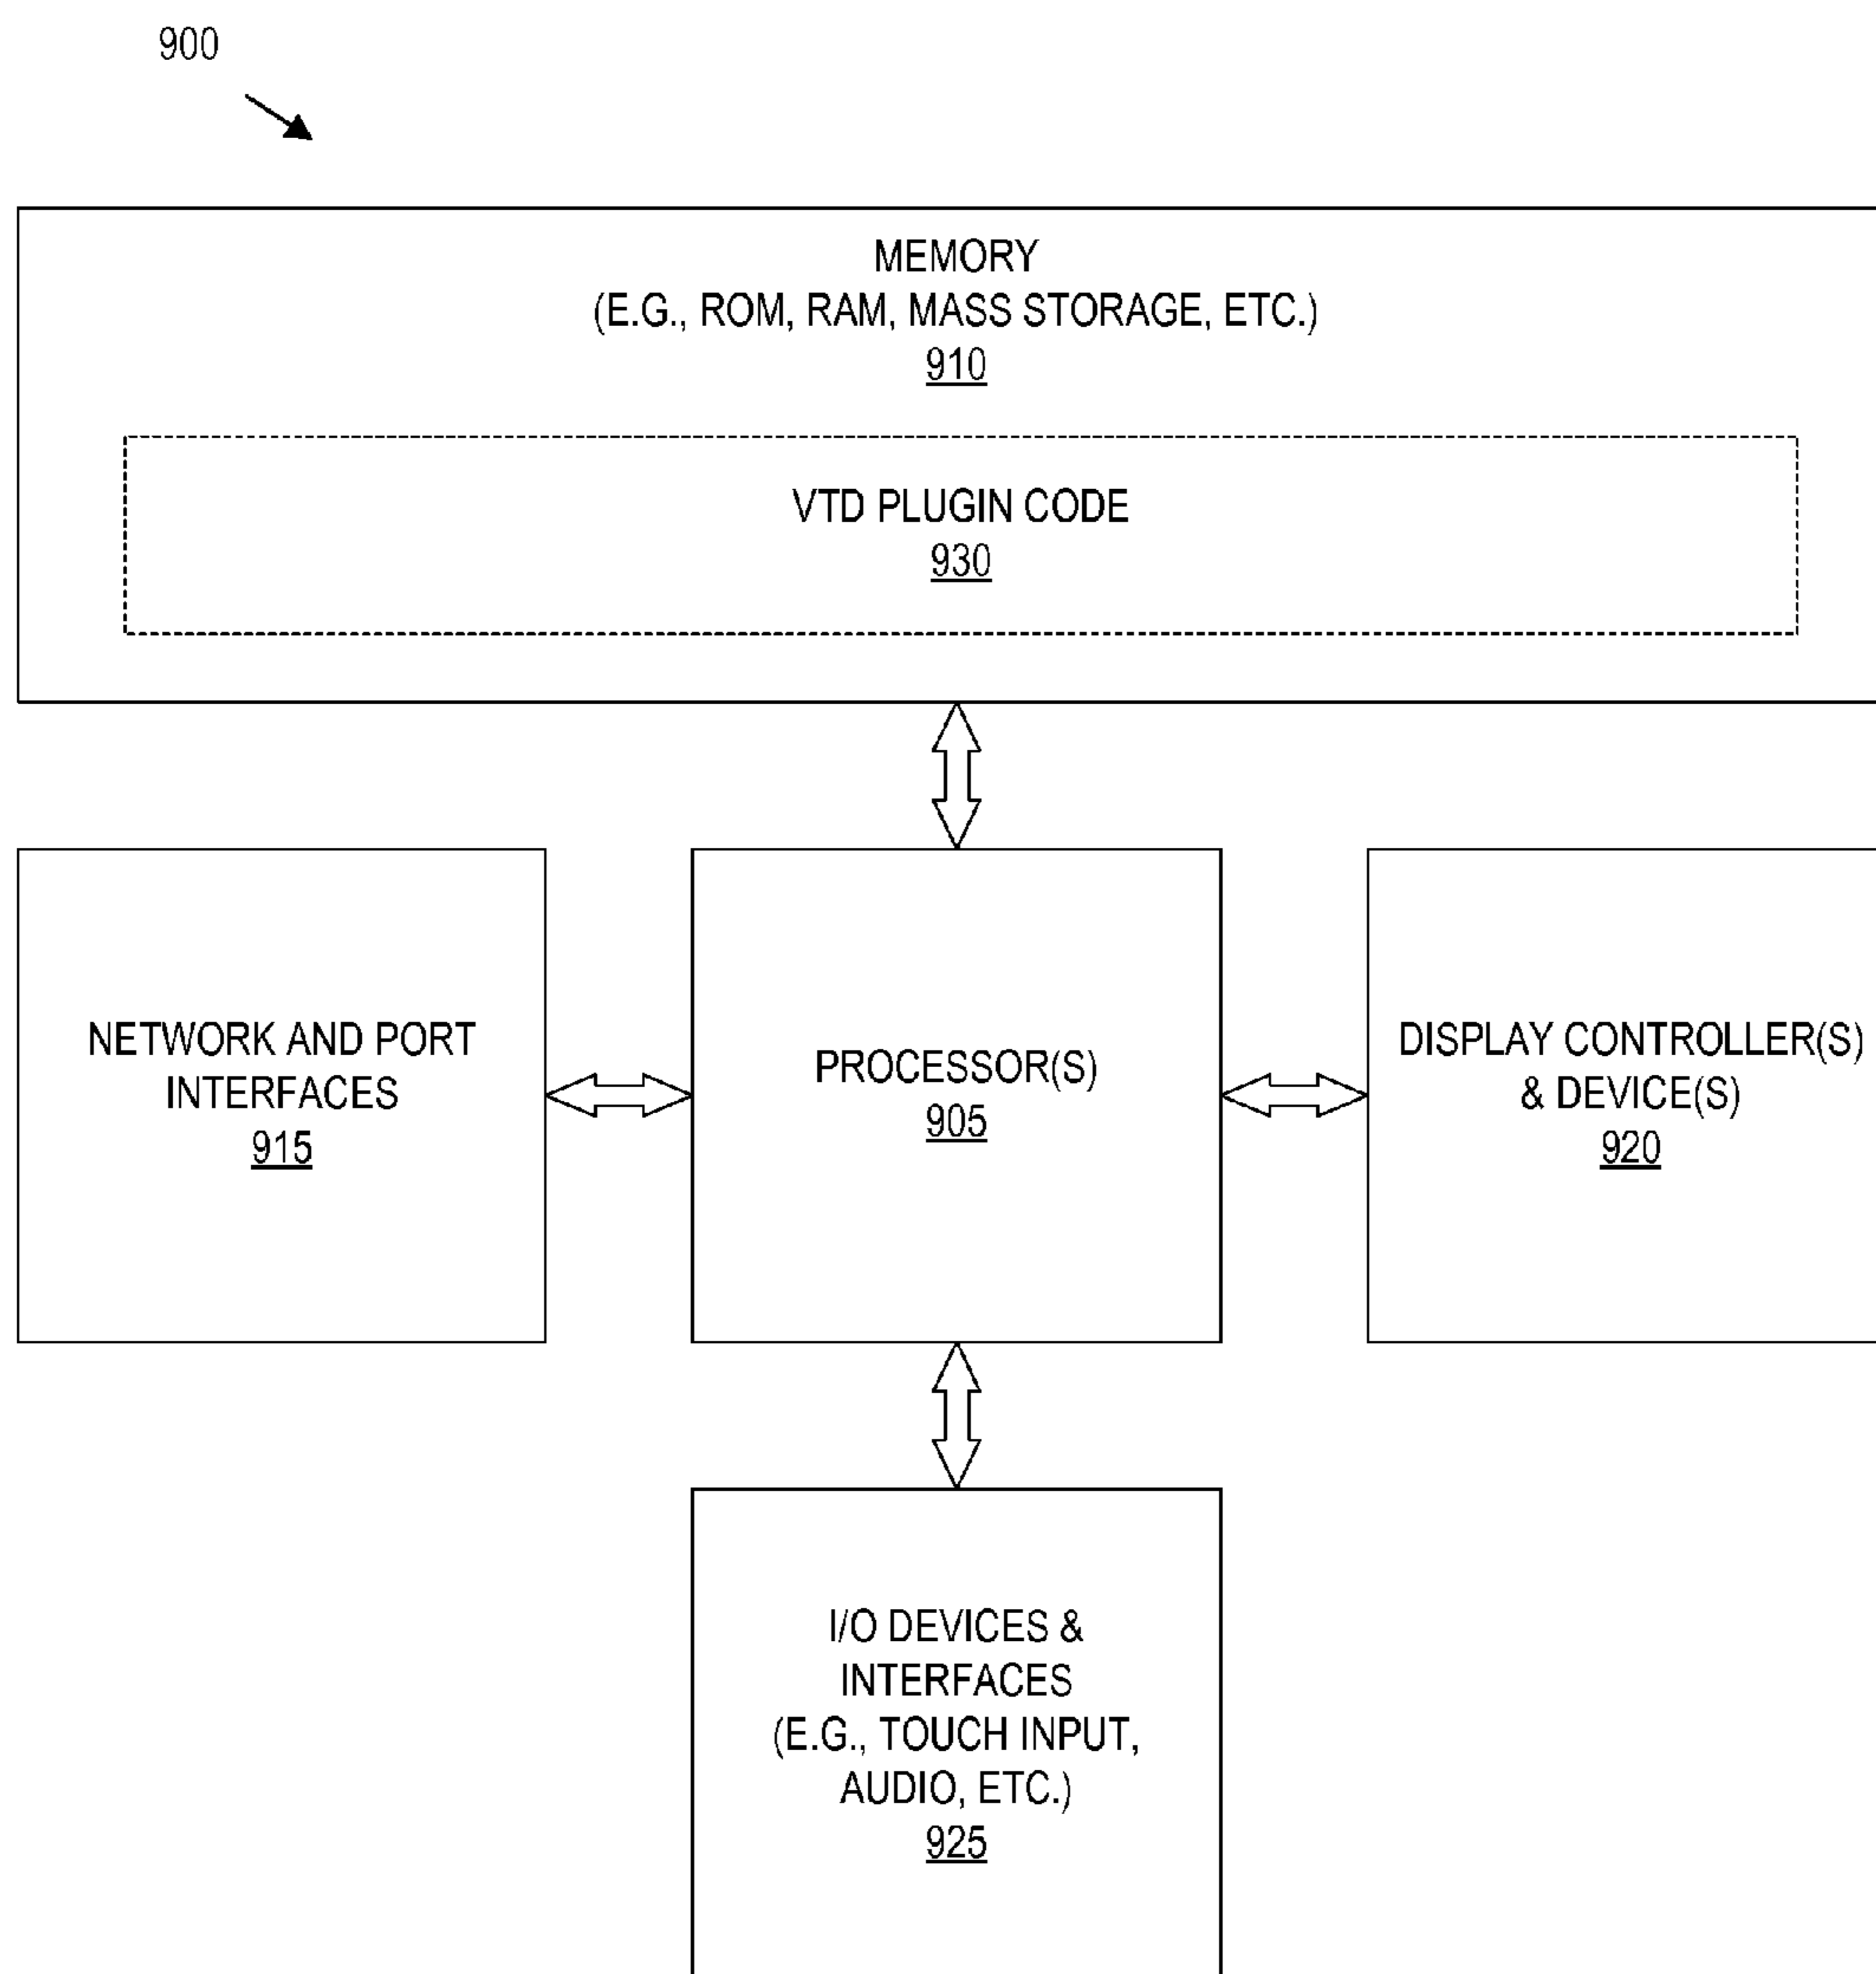 900
MEMORY
(E.G., ROM, RAM, MASS STORAGE, ETC.)
910
VTD PLUGIN CODE
930
NETWORK AND PORT
INTERFACES
915
PROCESSOR(S)
905
DISPLAY CONTROLLER(S)
& DEVICE(S)
920
I/O DEVICES &
INTERFACES
(E.G., TOUCH INPUT,
AUDIO, ETC.)
925